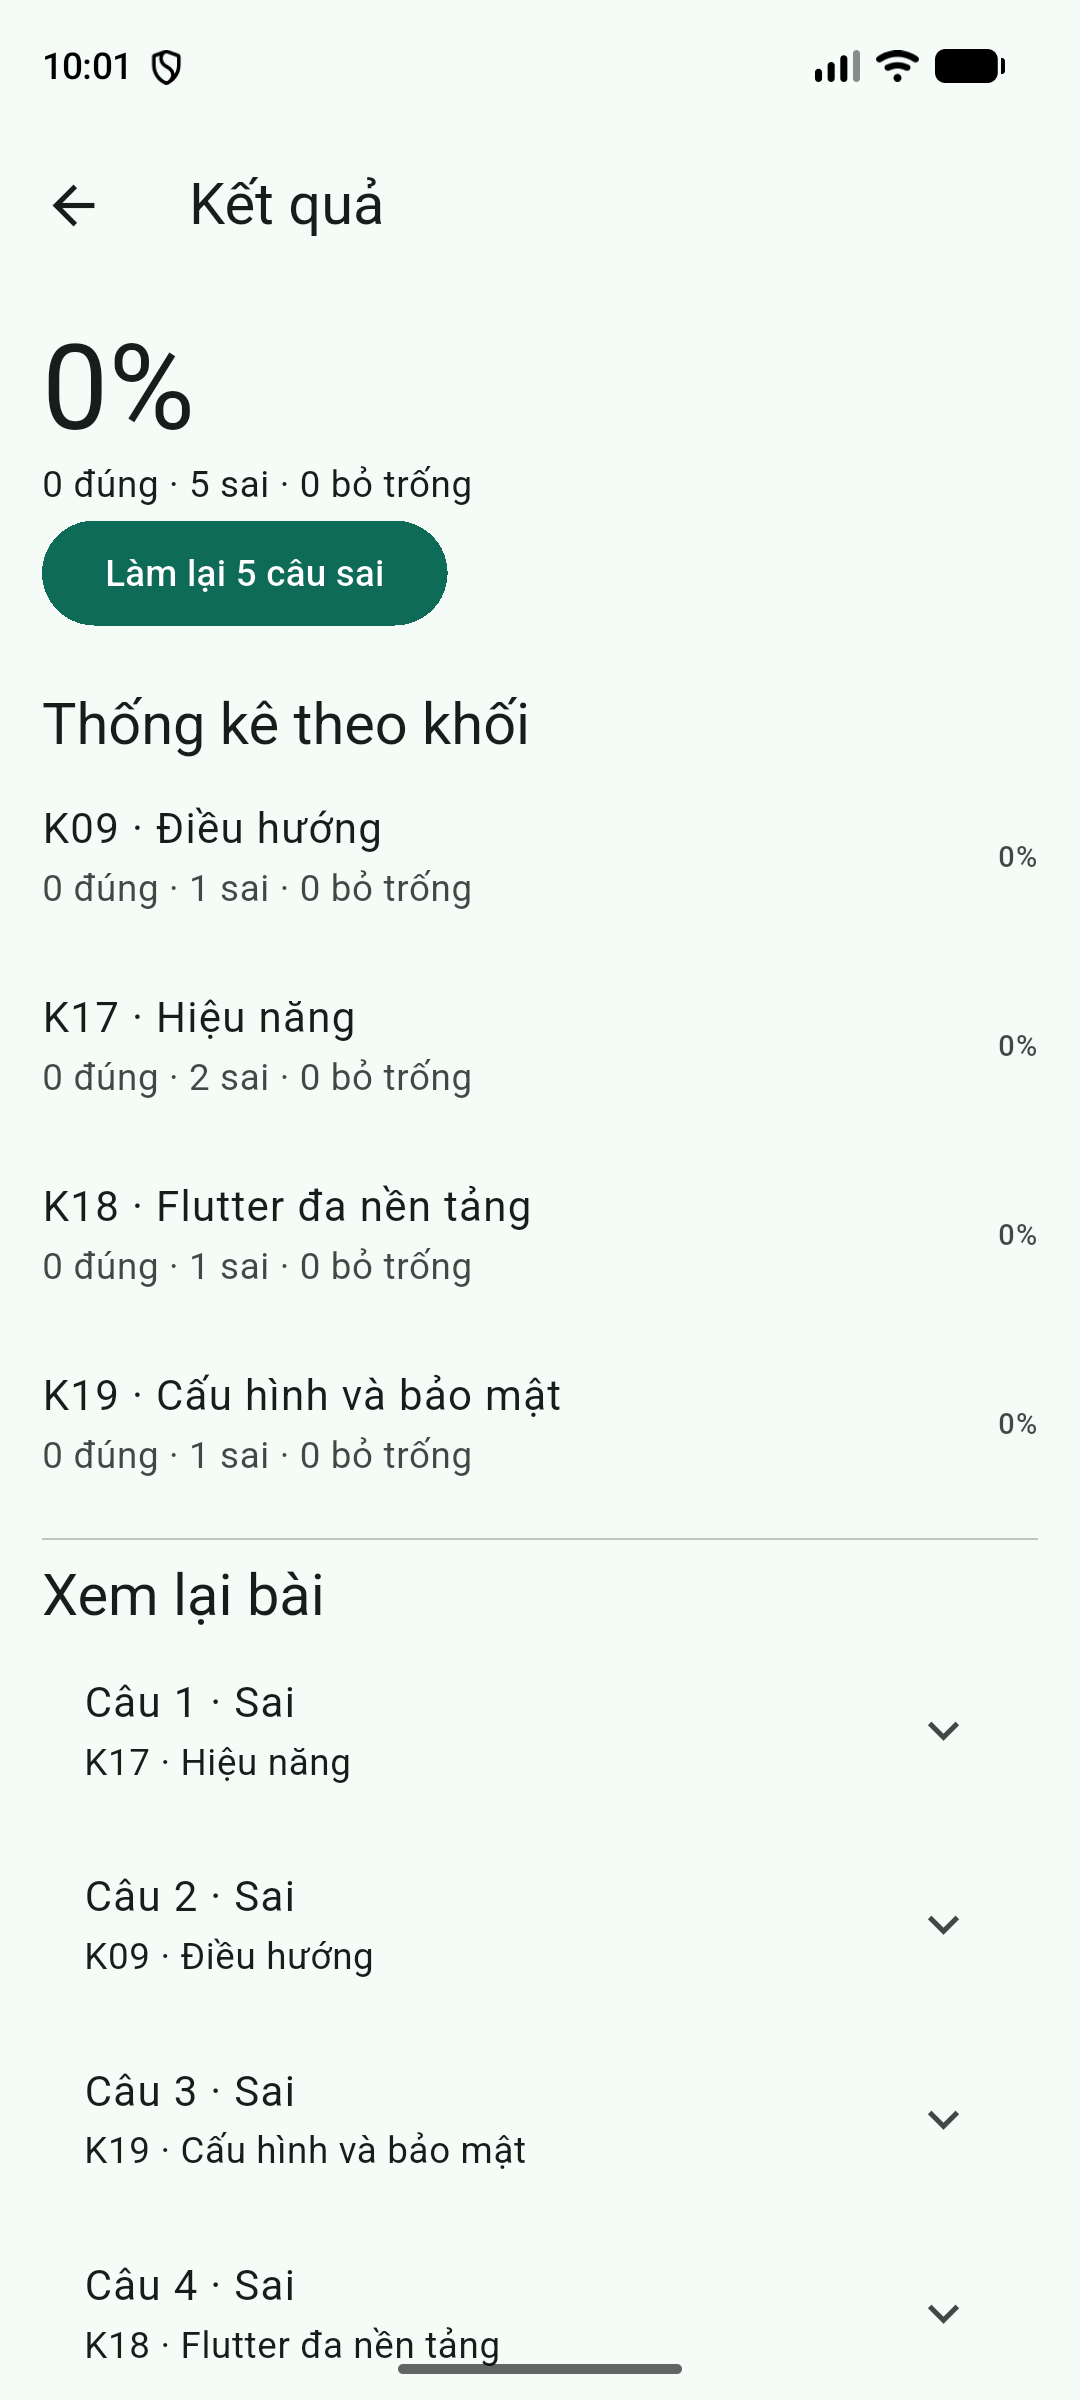 10:01
Kết quả
0%
0 đúng · 5 sai · 0 bỏ trống
Làm lại 5 câu sai
Thống kê theo khối
K09 · Điều hướng
0 đúng · 1 sai · 0 bỏ trống
0%
K17 · Hiệu năng
0 đúng · 2 sai · 0 bỏ trống
0%
K18 · Flutter đa nền tảng
0 đúng · 1 sai · 0 bỏ trống
0%
K19 · Cấu hình và bảo mật
0 đúng · 1 sai · 0 bỏ trống
0%
Xem lại bài
Câu 1 · Sai
K17 · Hiệu năng
Câu 2 · Sai
K09 · Điều hướng
Câu 3 · Sai
K19 · Cấu hình và bảo mật
Câu 4 · Sai
K18 · Flutter đa nền tảng